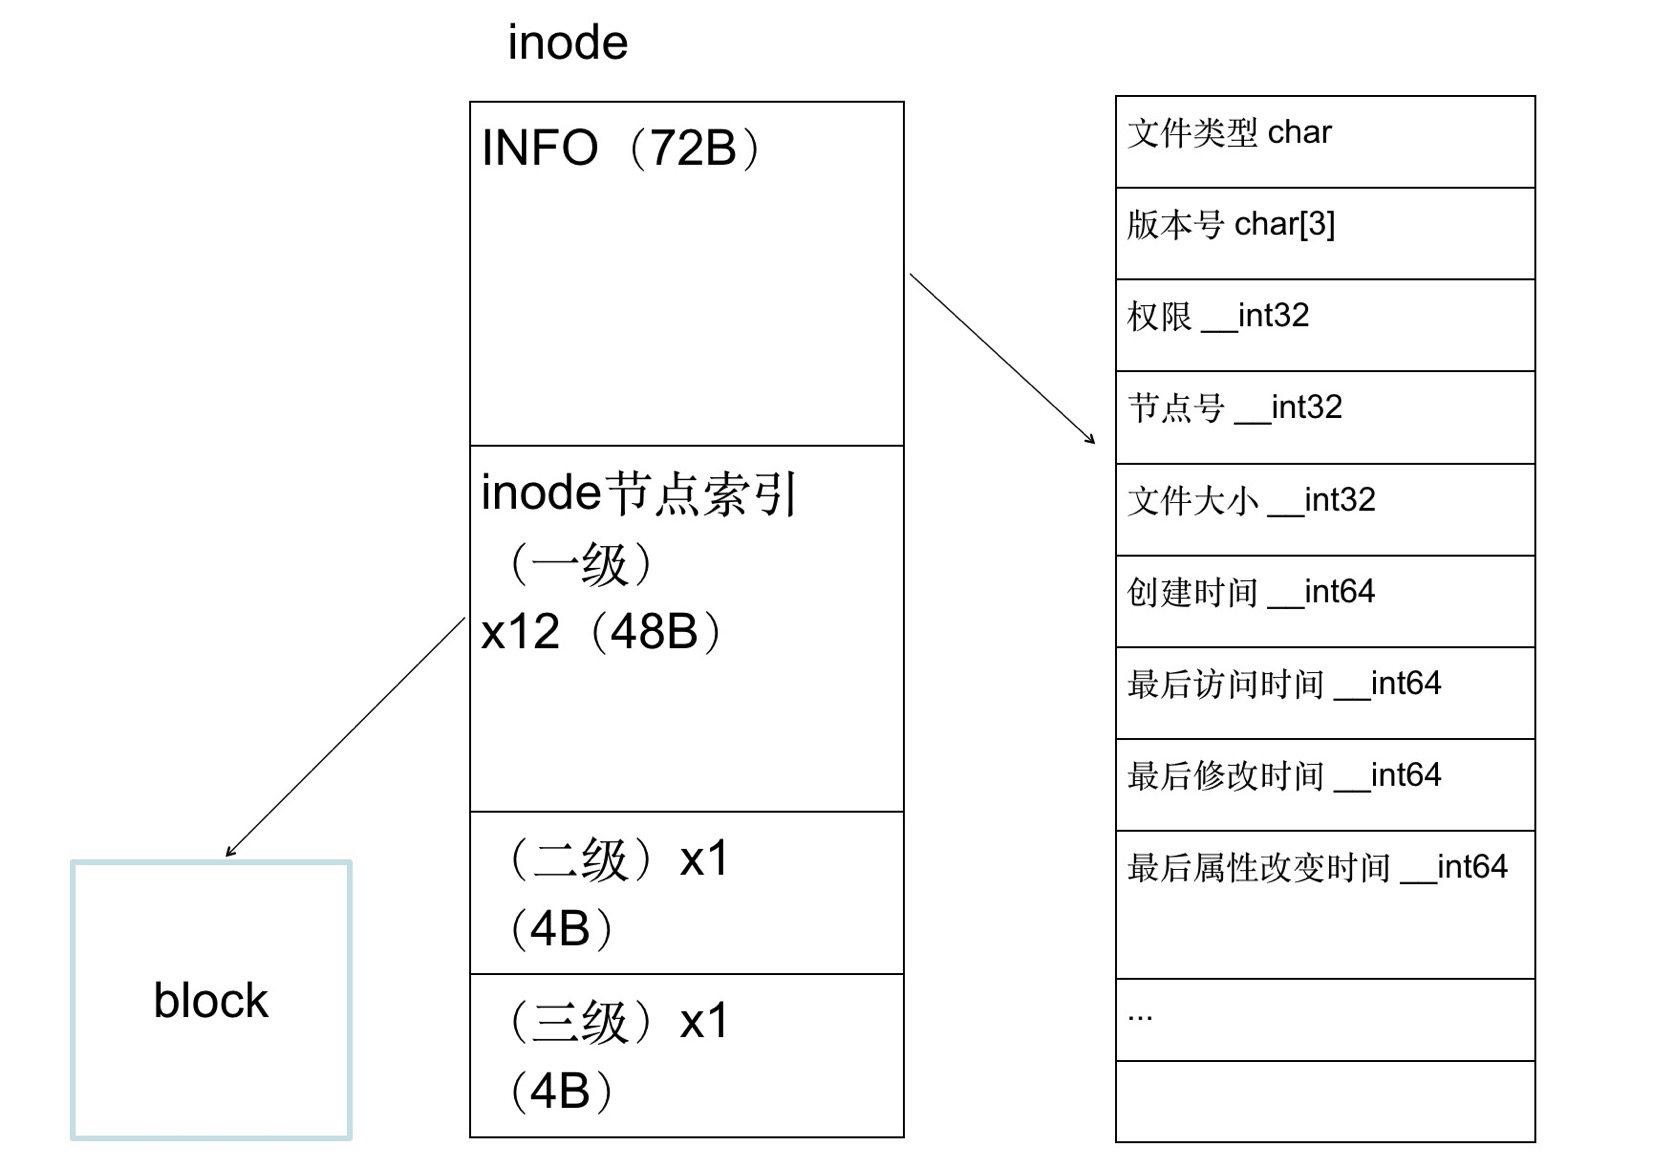 inode
INFO（72B）
inode节点索引
（一级）
x12（48B）
（二级）x1
（4B）
（三级）x1
（4B）
block
文件类型 char
版本号 char[3]
权限 __int32
节点号 __int32
文件大小 __int32
创建时间 __int64
最后访问时间 __int64
最后修改时间 __int64
最后属性改变时间 __int64
...